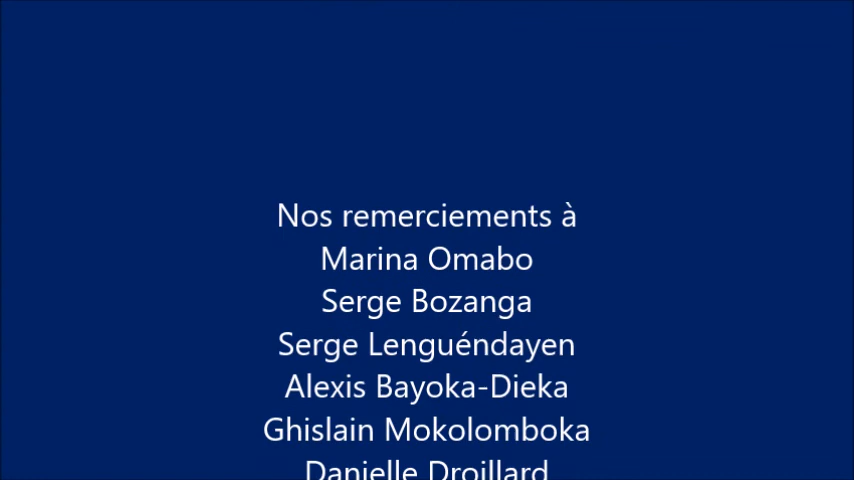 Nos remerciements à
Marina Omabo
Serge Bozanga
Serge Lenguéndayen
Alexis Bayoka-Dieka
Ghislain Mokolomboka
Danielle Droillard